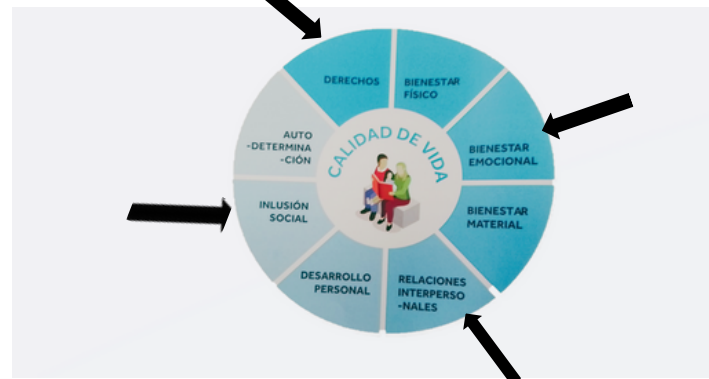 DERECHOS
BIENESTAR
FÍSICO
BIENESTAR
EMOCIONAL
BIENESTAR
MATERIAL
RELACIONES
INTERPERSO
-NALES
DESARROLLO
PERSONAL
INLUSIÓN
SOCIAL
AUTO
-DETERMINA
-CIÓN
CALIDAD DE VIDA